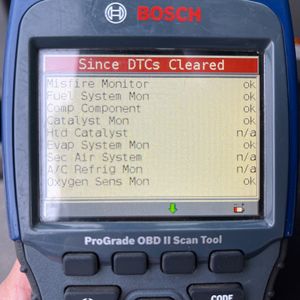 BOSCH
Since DTCs Cleared
Misfire Monitor ok
Fuel System Mon ok
Comp Component ok
Catalyst Mon ok
Htd Catalyst n/a
Evap System Mon ok
Sec Air System n/a
A/C Refrig Mon n/a
Oxygen Sens Mon ok
ProGrade OBD II Scan Tool
CODE